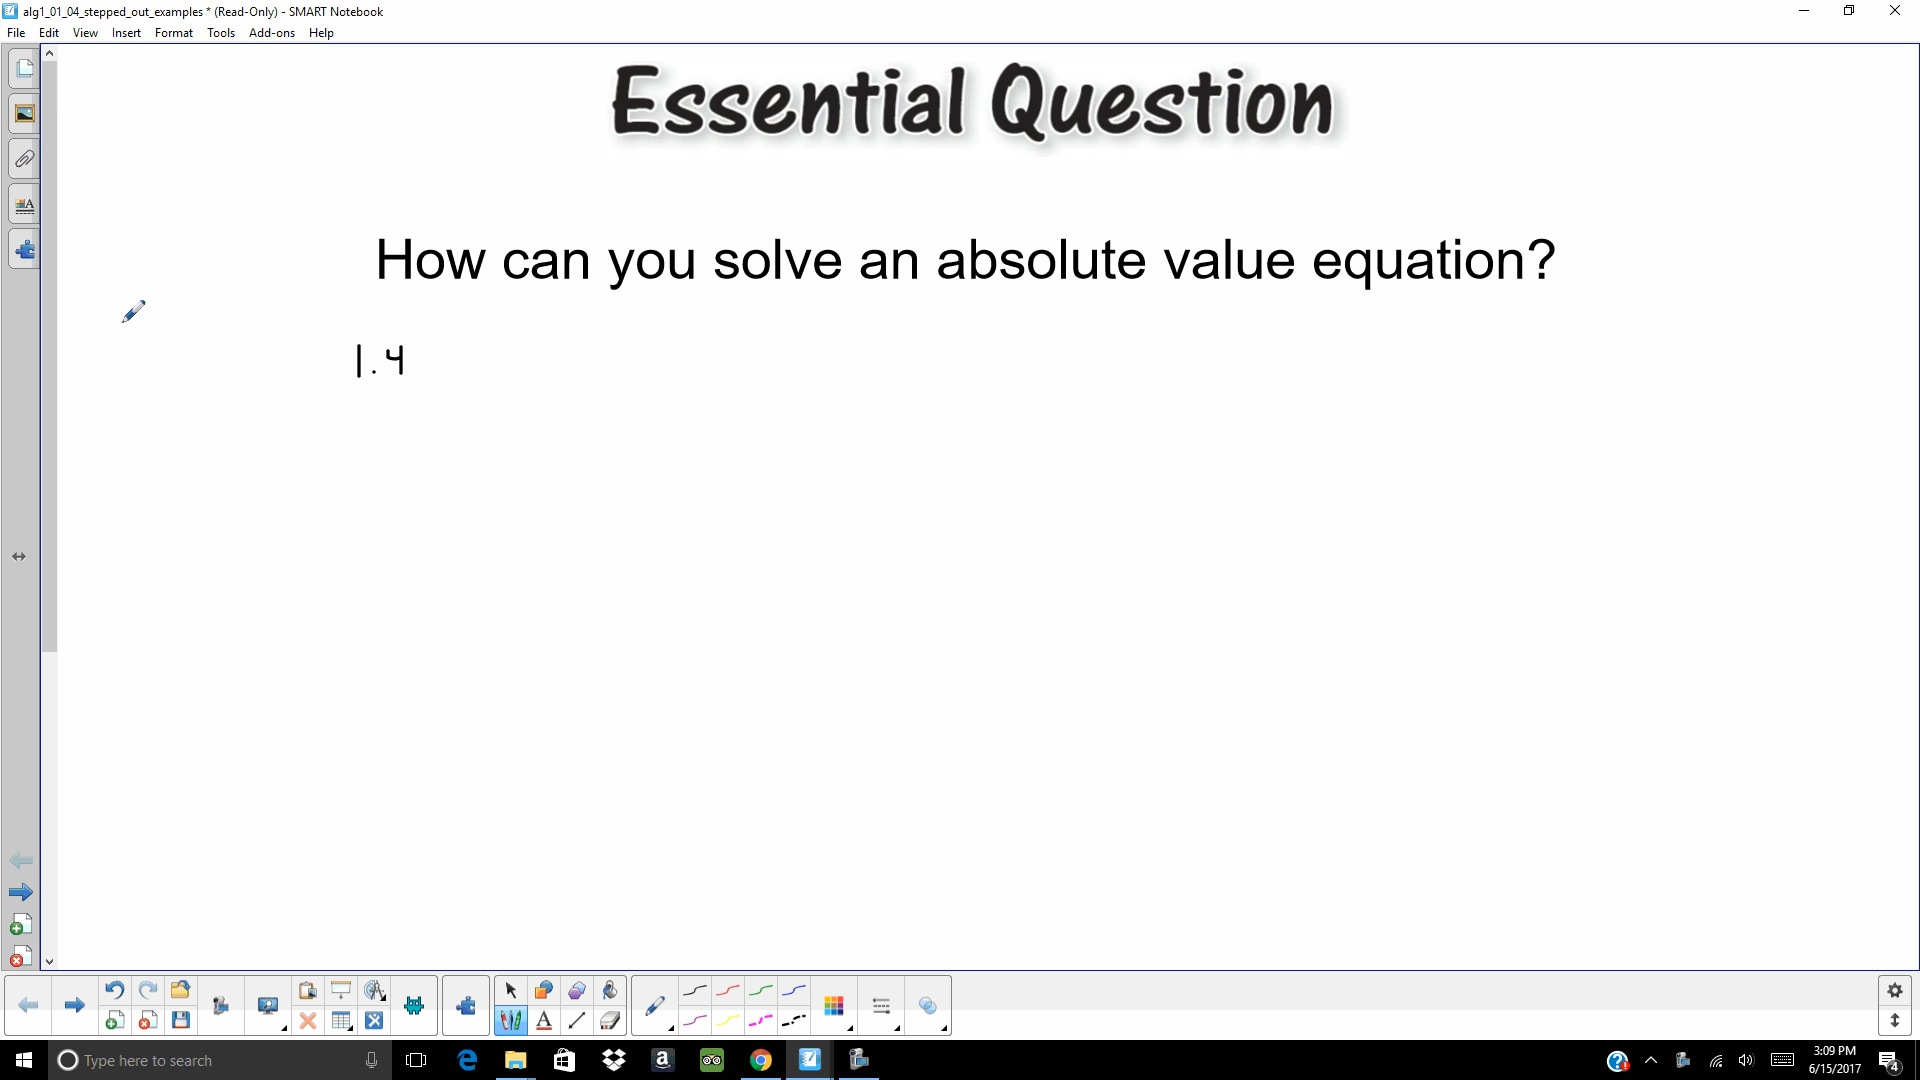 alg1_01_04_stepped_out_examples * (Read-Only) - SMART Notebook
File Edit View Insert Format Tools Add-ons Help
Essential Question
How can you solve an absolute value equation?
1.4
Type here to search
3:09 PM
6/15/2017
4